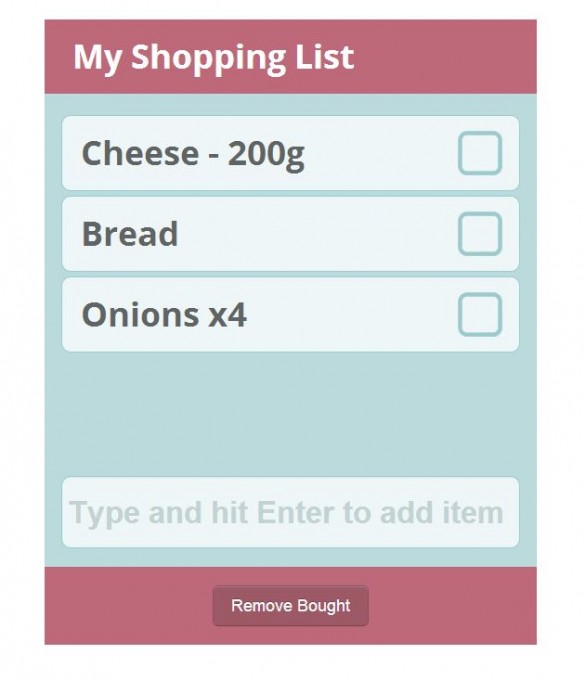 My Shopping List
Cheese - 200g
Bread
Onions x4
Type and hit Enter to add item
Remove Bought